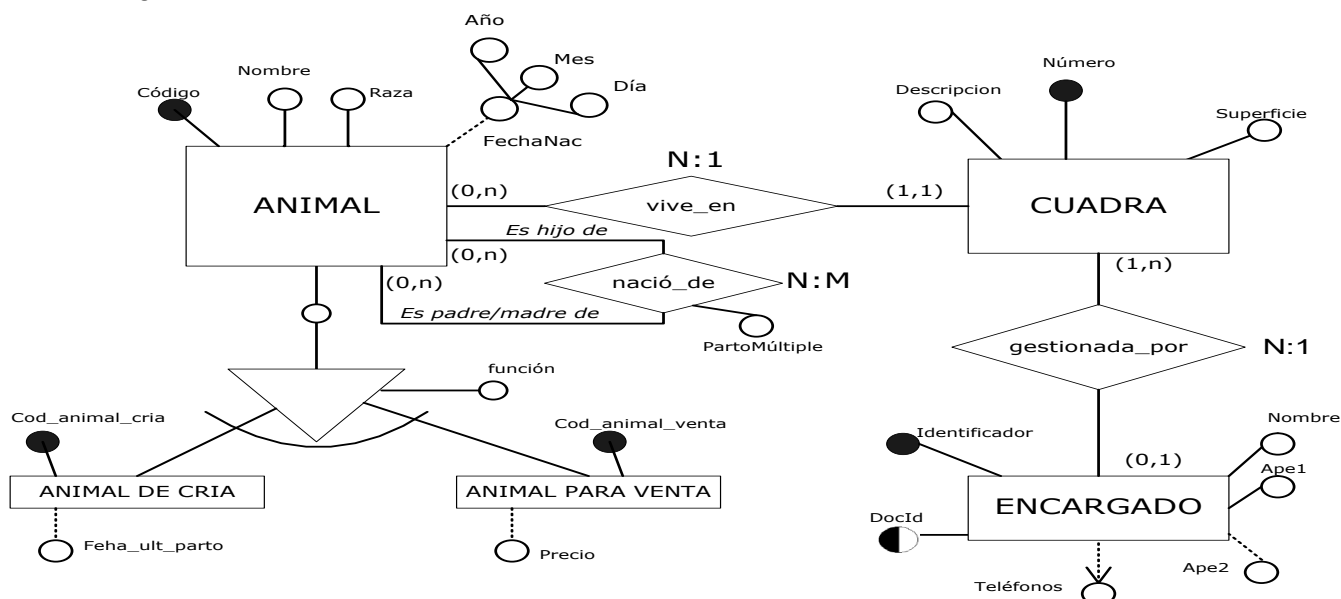 Año
Mes
Nombre
Número
Código
Raza
Día
Descripcion
Superficie
FechaNac
N:1
ANIMAL
(0,n)
vive_en
(1,1)
CUADRA
Es hijo de
(0,n)
(0,n)
nació_de
N:M
(1,n)
Es padre/madre de
PartoMúltiple
gestionada_por
N:1
función
Cod_animal_cria
Cod_animal_venta
Identificador
Nombre
(0,1)
Ape1
ANIMAL DE CRIA
ANIMAL PARA VENTA
ENCARGADO
DocId
Feha_ult_parto
Precio
Ape2
Teléfonos